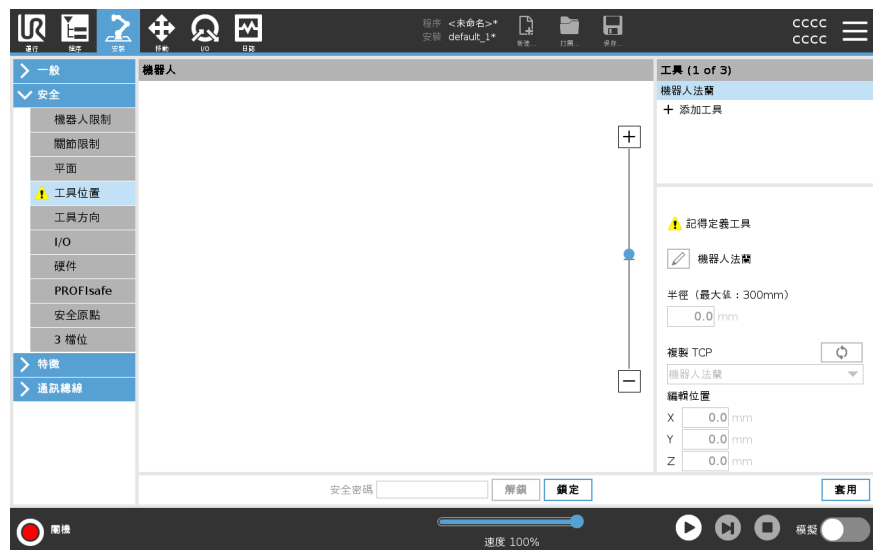 程序 <未命名>*
安裝 default_1*
新建...
打開...
保存...
cccc
cccc
運行
程序
安裝
移動
I/O
日誌
一般
安全
機器人限制
關節限制
平面
工具位置
工具方向
I/O
硬件
PROFIsafe
安全原點
3 檔位
特徵
通訊總線
機器人
工具 (1 of 3)
機器人法蘭
添加工具
記得定義工具
機器人法蘭
半徑（最大值：300mm）
0.0 mm
複製 TCP
機器人法蘭
編輯位置
X 0.0 mm
Y 0.0 mm
Z 0.0 mm
安全密碼
解鎖
鎖定
套用
關機
速度 100%
模擬